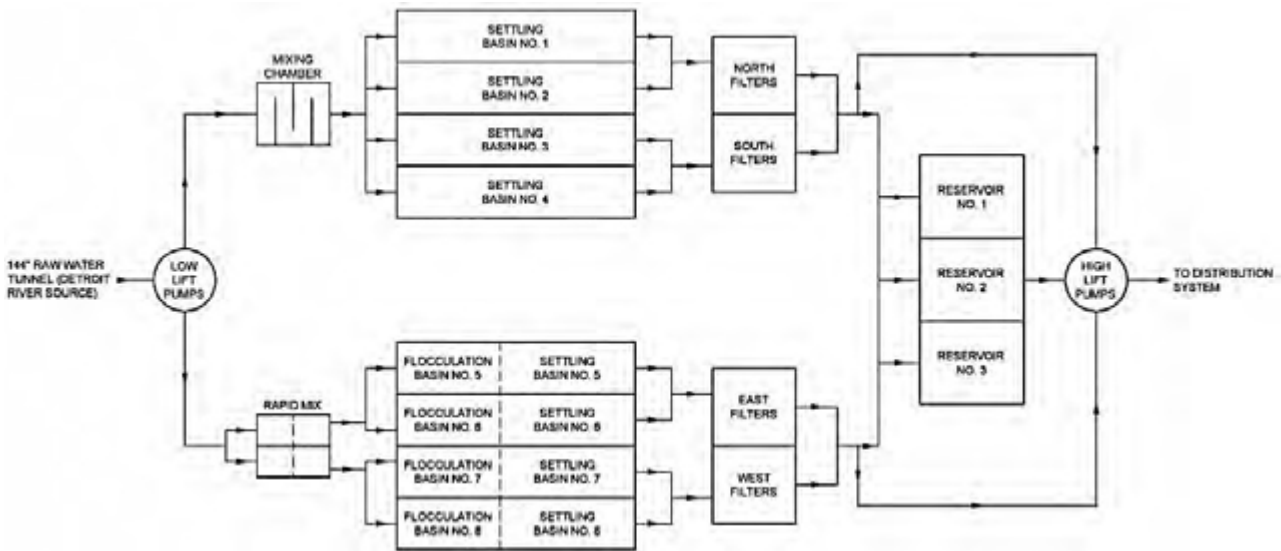 MIXING
CHAMBER
SETTLING
BASIN NO. 1
SETTLING
BASIN NO. 2
SETTLING
BASIN NO. 3
SETTLING
BASIN NO. 4
NORTH
FILTERS
SOUTH
FILTERS
144" RAW WATER
TUNNEL (DETROIT
RIVER SOURCE)
LOW
LIFT
PUMPS
RESERVOIR
NO. 1
RESERVOIR
NO. 2
RESERVOIR
NO. 3
HIGH
LIFT
PUMPS
TO DISTRIBUTION
SYSTEM
RAPID MIX
FLOCCULATION
BASIN NO. 5
SETTLING
BASIN NO. 5
FLOCCULATION
BASIN NO. 6
SETTLING
BASIN NO. 6
FLOCCULATION
BASIN NO. 7
SETTLING
BASIN NO. 7
FLOCCULATION
BASIN NO. 8
SETTLING
BASIN NO.
EAST
FILTERS
WEST
FILTERS